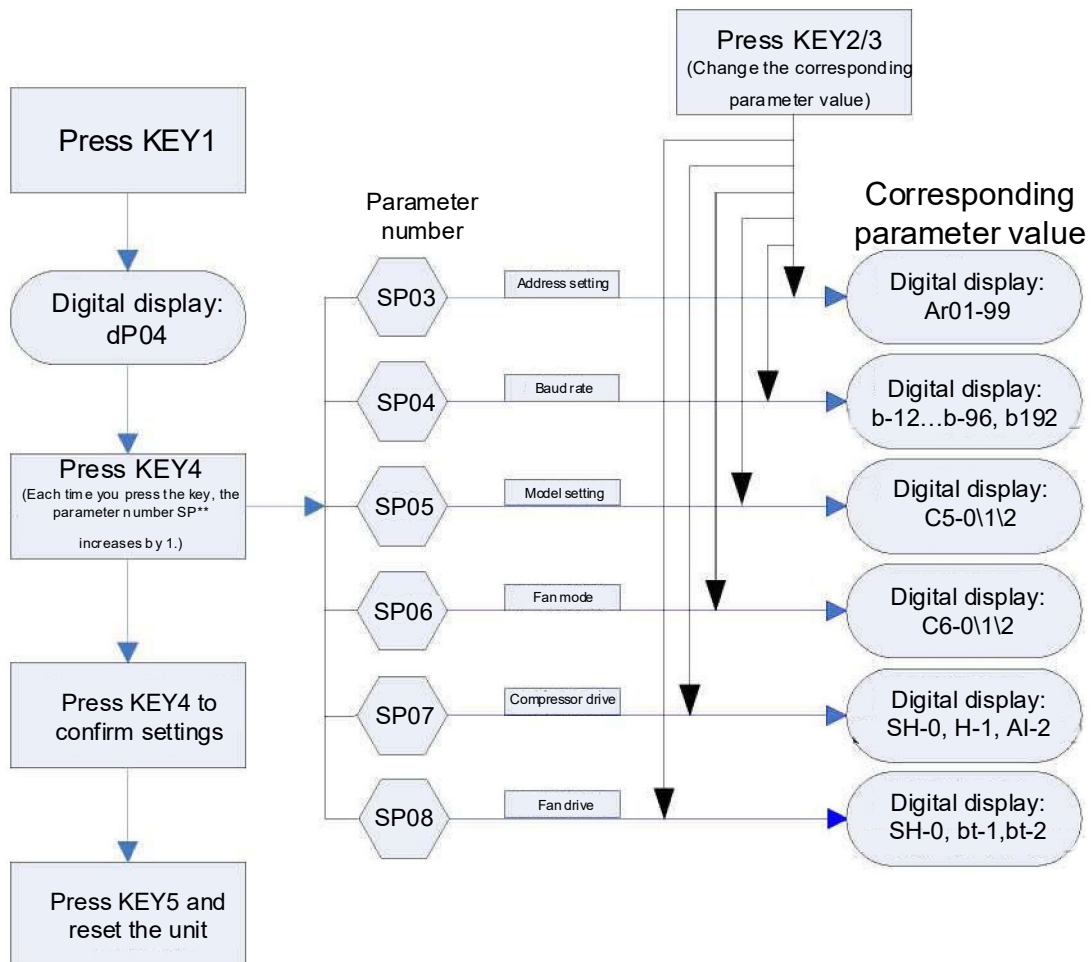 Press KEY2/3
(Change the corresponding
parameter value)
Press KEY1
Parameter
number
Corresponding
parameter value
Digital display:
dP04
SP03
Address setting
Digital display:
Ar01-99
SP04
Baud rate
Digital display:
b-12…b-96, b192
Press KEY4
(Each time you press the key, the
parameter number SP**
increases by 1.)
SP05
Model setting
Digital display:
C5-0\1\2
SP06
Fan mode
Digital display:
C6-0\1\2
Press KEY4 to
confirm settings
SP07
Compressor drive
Digital display:
SH-0, H-1, AI-2
SP08
Fan drive
Digital display:
SH-0, bt-1,bt-2
Press KEY5 and
reset the unit